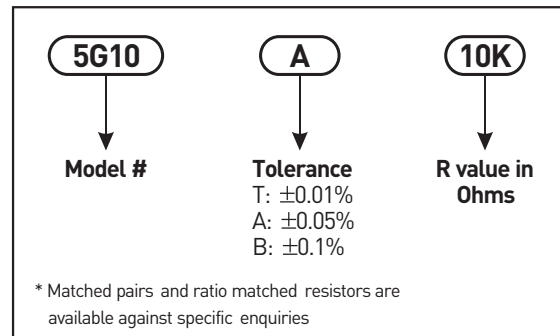 5G10 A 10K
Model # Tolerance R value in
T: ±0.01% Ohms
A: ±0.05%
B: ±0.1%
* Matched pairs and ratio matched resistors are
available against specific enquiries